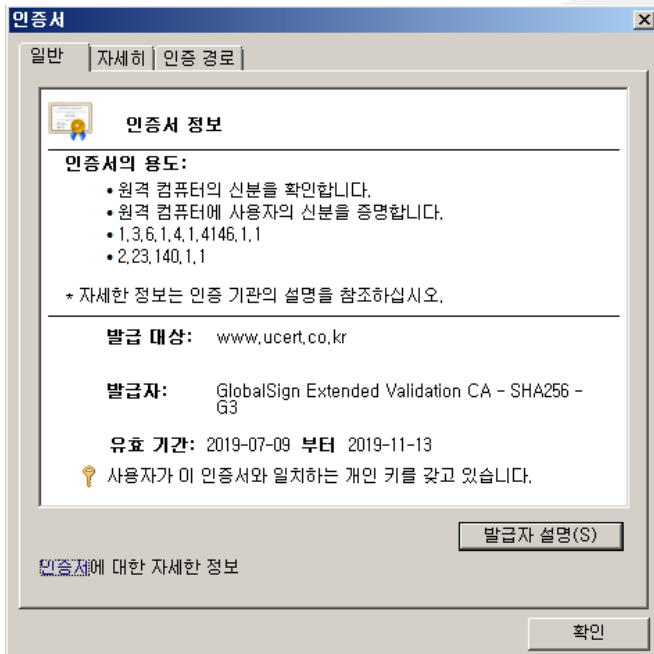 인증서
일반
자세히
인증 경로
인증서 정보
인증서의 용도:
• 원격 컴퓨터의 신분을 확인합니다.
• 원격 컴퓨터에 사용자의 신분을 증명합니다.
• 1.3.6.1.4.1.4146.1.1
• 2.23.140.1.1
* 자세한 정보는 인증 기관의 설명을 참조하십시오.
발급 대상: www.ucert.co.kr
발급자: GlobalSign Extended Validation CA - SHA256 -
G3
유효 기간: 2019-07-09 부터 2019-11-13
사용자가 이 인증서와 일치하는 개인 키를 갖고 있습니다.
발급자 설명(S)
인증서에 대한 자세한 정보
확인